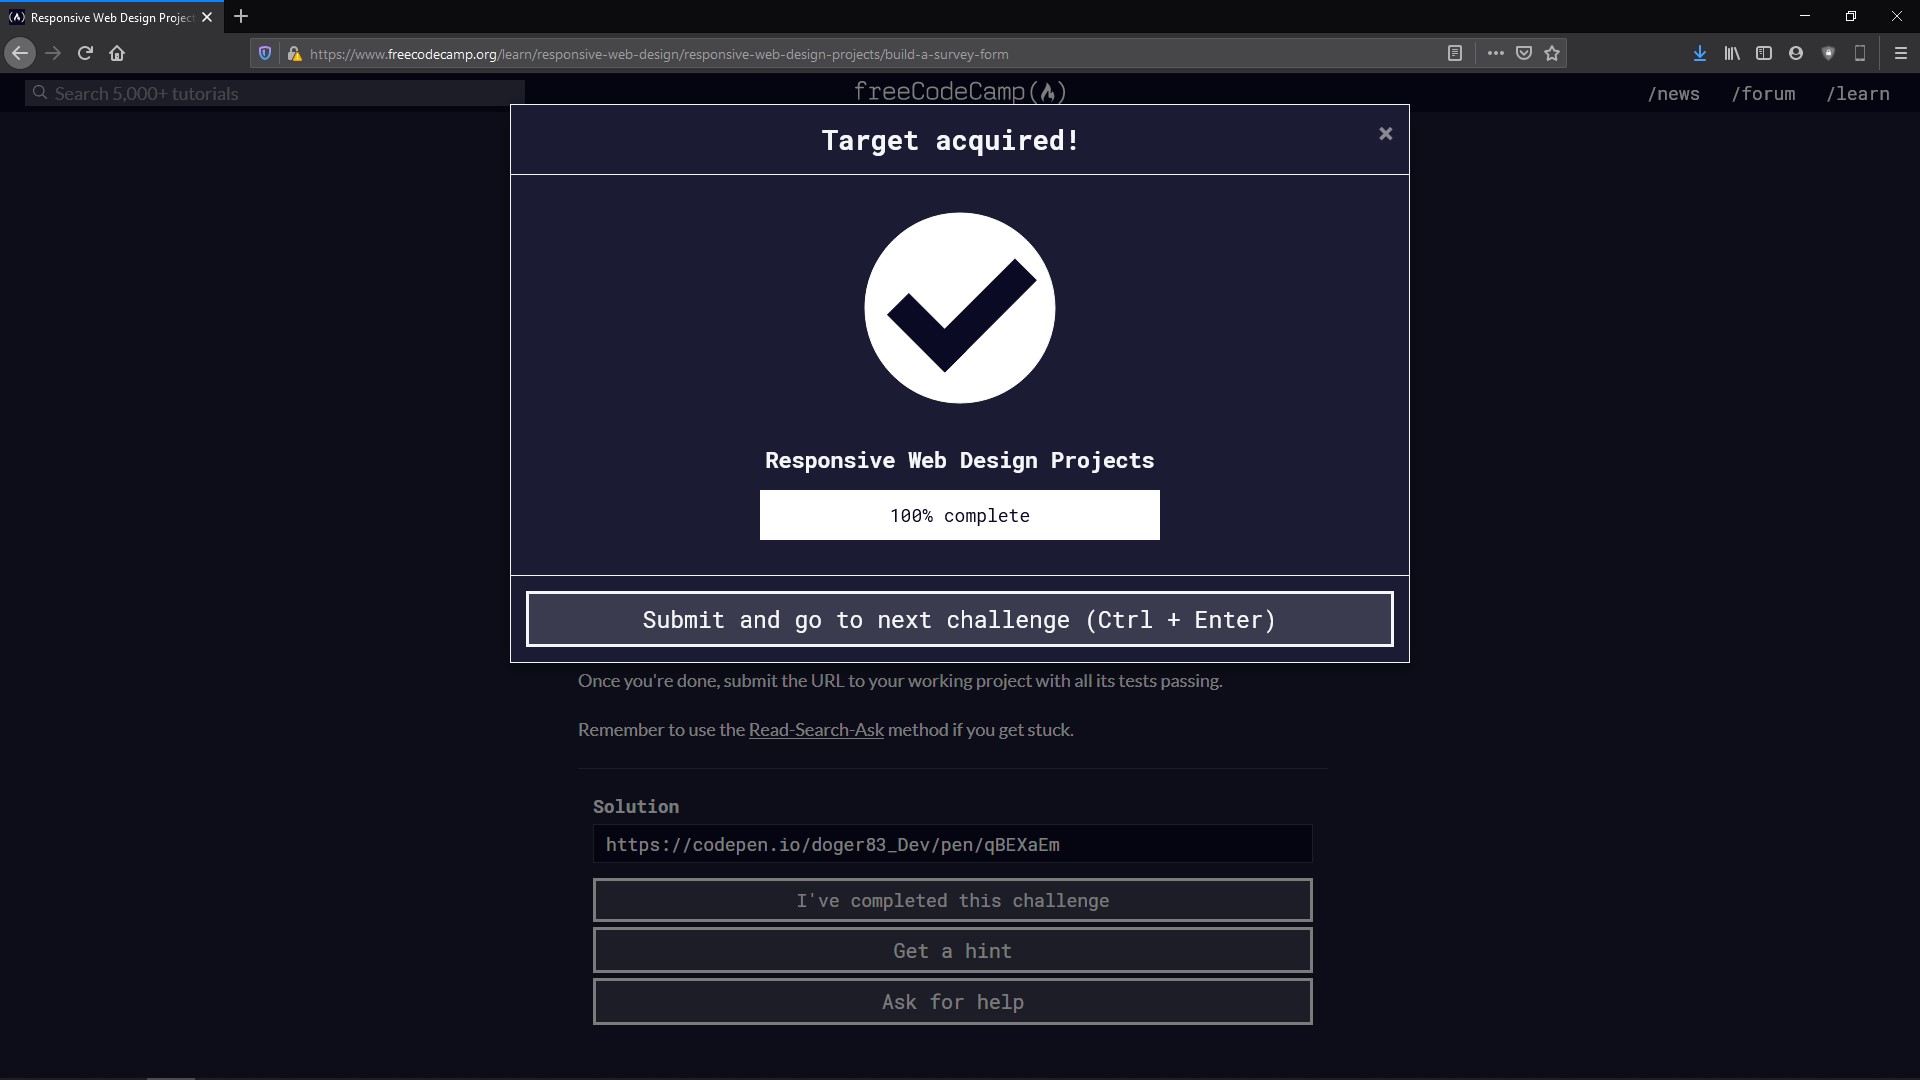 Responsive Web Design Project
https://www.freecodecamp.org/learn/responsive-web-design/responsive-web-design-projects/build-a-survey-form
Search 5,000+ tutorials
freeCodeCamp
/news /forum /learn
Target acquired!
×
Responsive Web Design Projects
100% complete
Submit and go to next challenge (Ctrl + Enter)
Once you're done, submit the URL to your working project with all its tests passing.
Remember to use the Read-Search-Ask method if you get stuck.
Solution
https://codepen.io/doger83_Dev/pen/qBEXaEm
I've completed this challenge
Get a hint
Ask for help